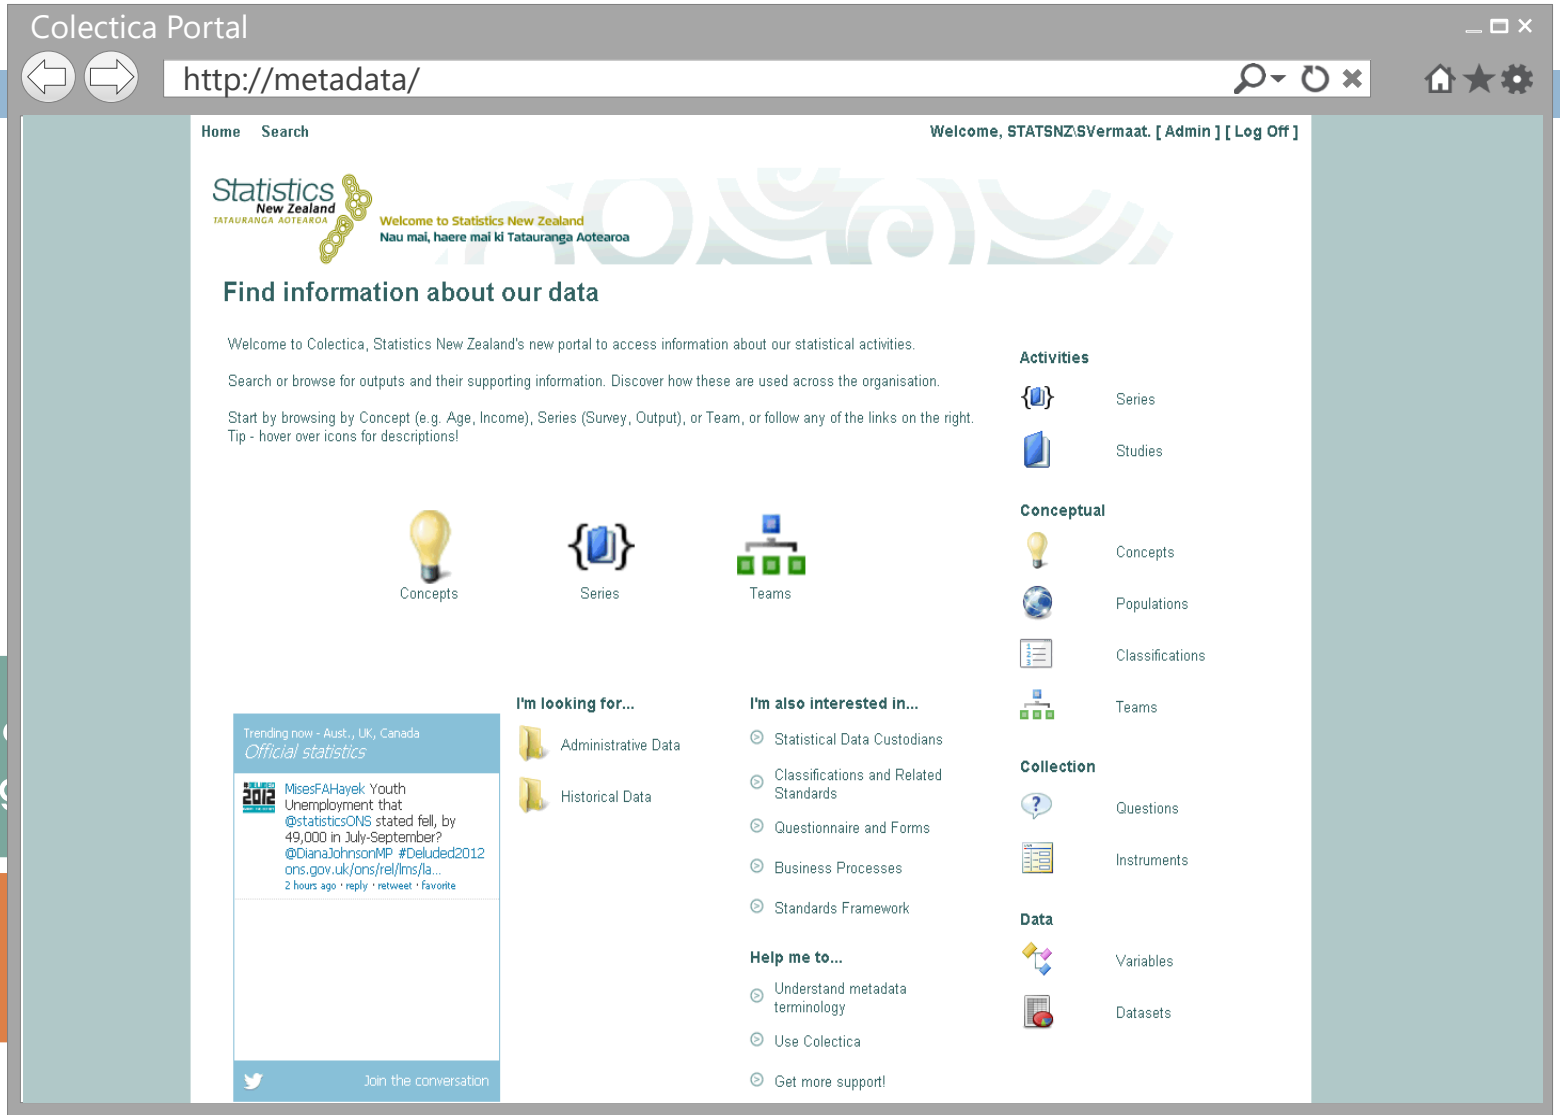 Colectica Portal
http://metadata/
Home Search
Welcome, STATSNZ\SVermaat. [ Admin ] [ Log Off ]
Statistics
New Zealand
TATAURANGA AOTEAROA
Welcome to Statistics New Zealand
Nau mai, haere mai ki Tatauranga Aotearoa
Find information about our data
Welcome to Colectica, Statistics New Zealand's new portal to access information about our statistical activities.
Search or browse for outputs and their supporting information. Discover how these are used across the organisation.
Start by browsing by Concept (e.g. Age, Income), Series (Survey, Output), or Team, or follow any of the links on the right.
Tip - hover over icons for descriptions!
Concepts
Series
Teams
Trending now - Aust., UK, Canada
Official statistics
2012
MisesFAHayek Youth
Unemployment that
@statisticsONS stated fell, by
49,000 in July-September?
@DianaJohnsonMP #Deluded2012
ons.gov.uk/ons/rel/lms/la...
2 hours ago · reply · retweet · favorite
Join the conversation
I'm looking for...
Administrative Data
Historical Data
I'm also interested in...
Statistical Data Custodians
Classifications and Related
Standards
Questionnaire and Forms
Business Processes
Standards Framework
Help me to...
Understand metadata
terminology
Use Colectica
Get more support!
Activities
Series
Studies
Conceptual
Concepts
Populations
Classifications
Teams
Collection
Questions
Instruments
Data
Variables
Datasets